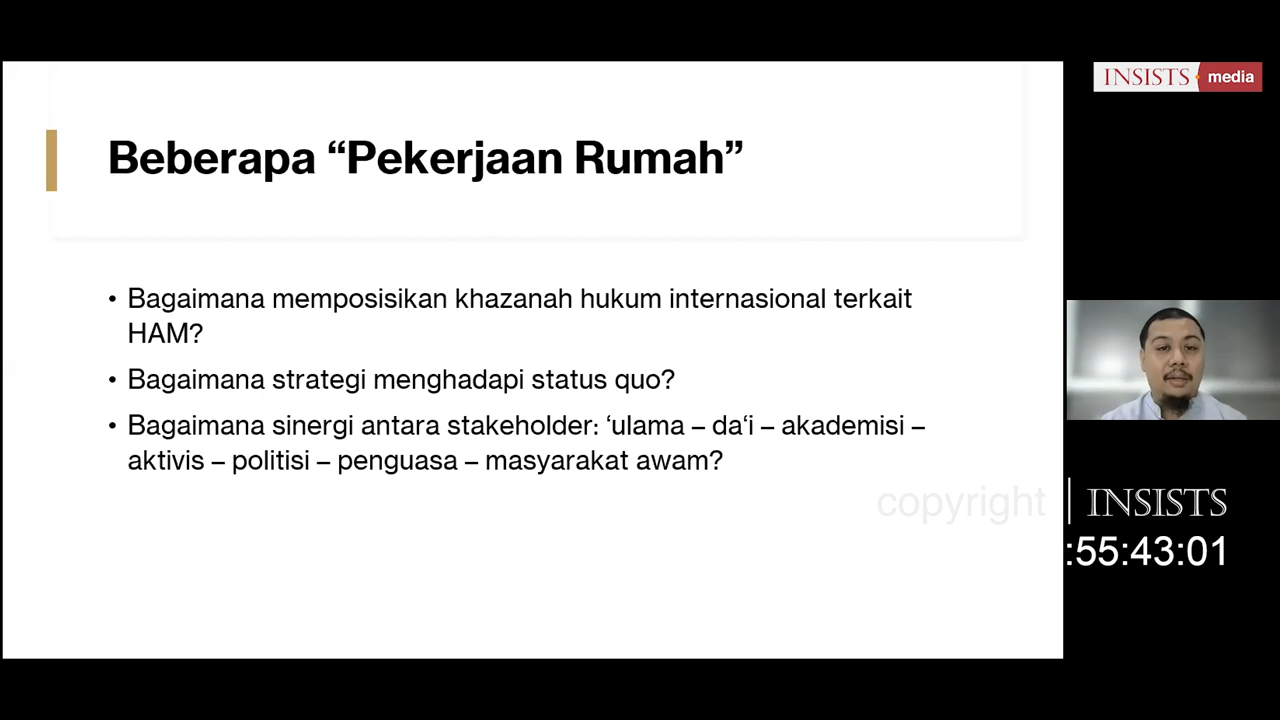 INSISTS media
Beberapa “Pekerjaan Rumah”
• Bagaimana memposisikan khazanah hukum internasional terkait
HAM?
• Bagaimana strategi menghadapi status quo?
• Bagaimana sinergi antara stakeholder: ‘ulama – da‘i – akademisi –
aktivis – politisi – penguasa – masyarakat awam?
copyright | INSISTS
:55:43:01